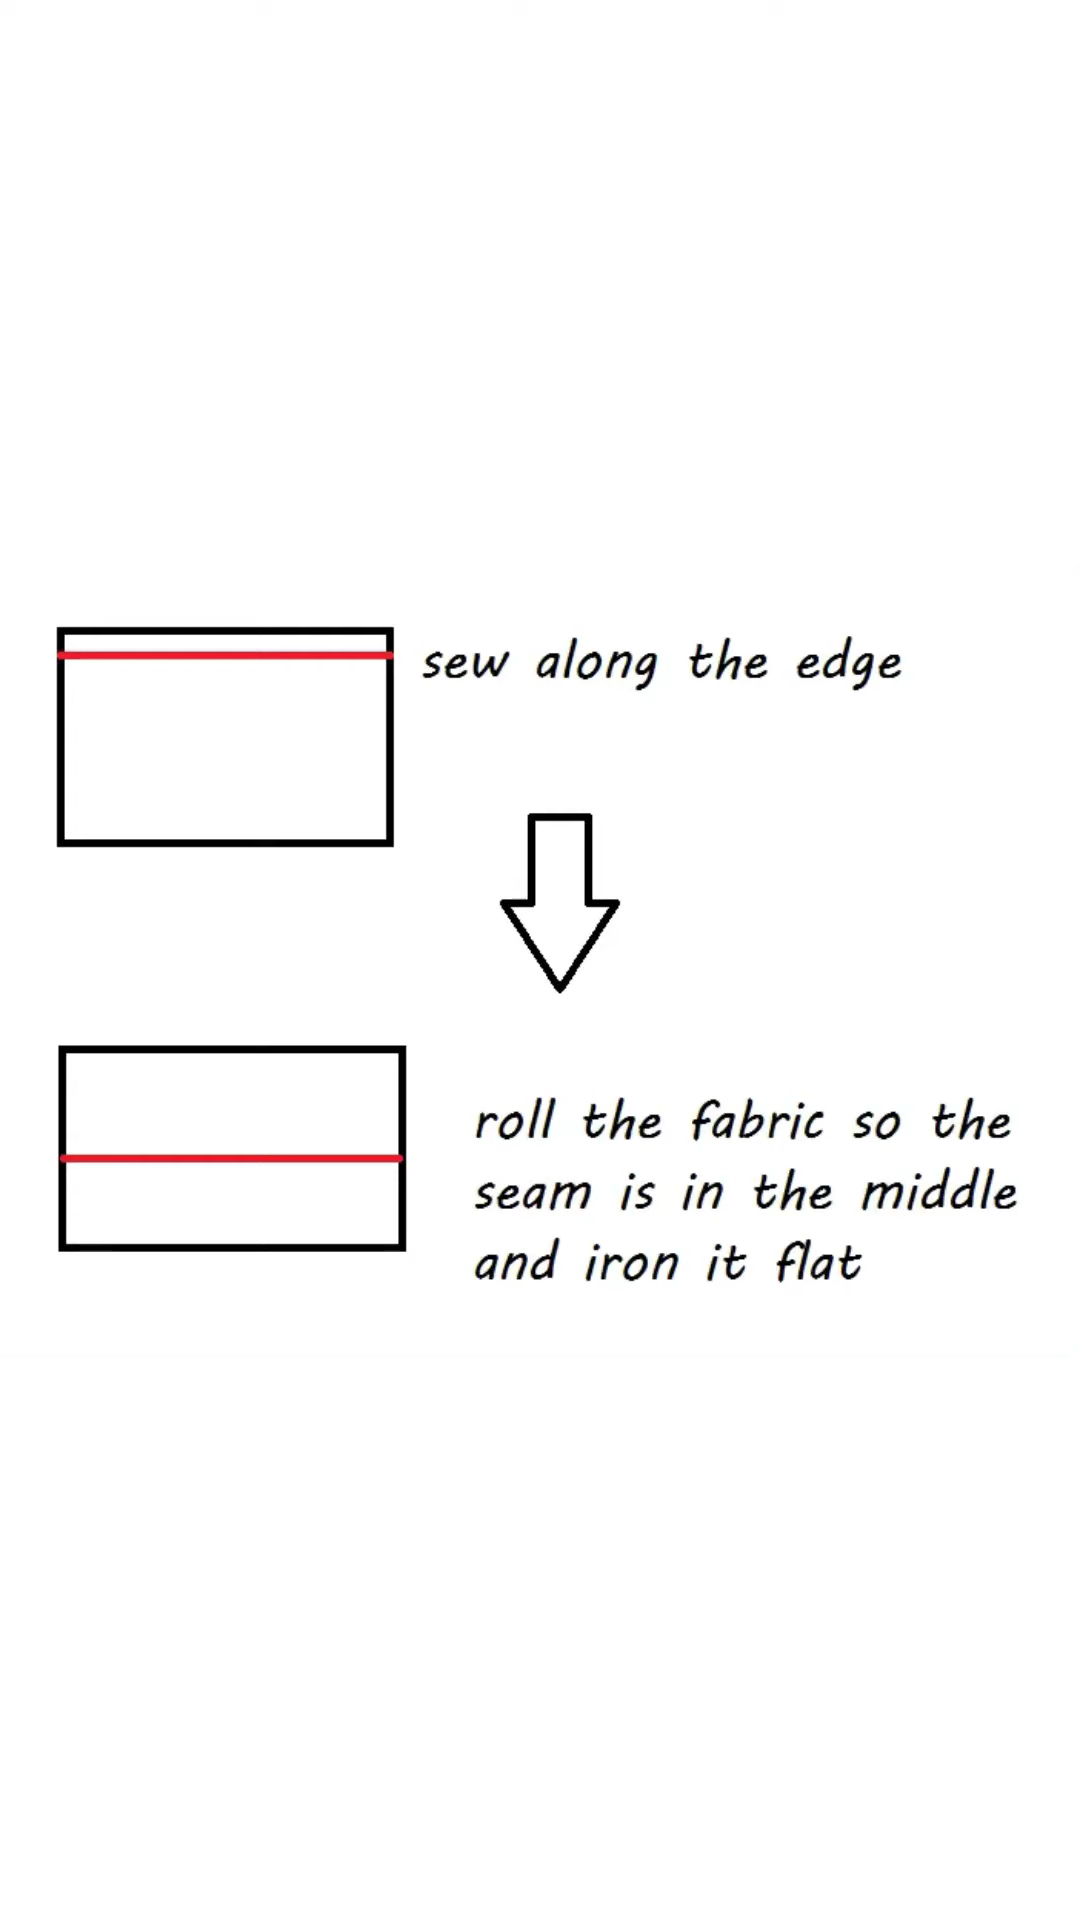 sew along the edge
roll the fabric so the
seam is in the middle
and iron it flat